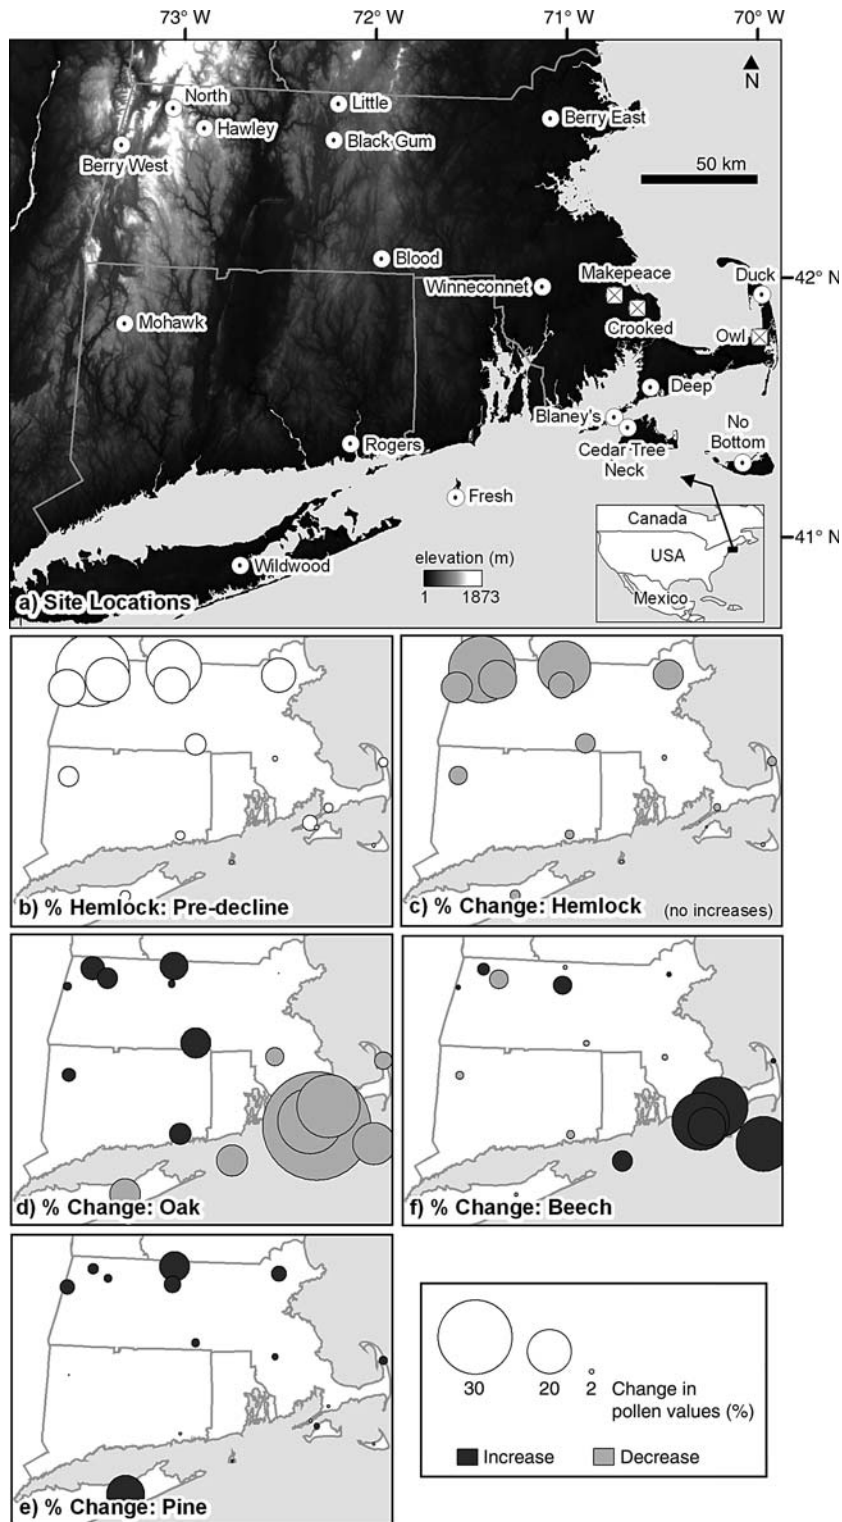 73° W 72° W 71° W 70° W
N
North
Little
Hawley
Black Gum
Berry East
Berry West
50 km
Blood
42° N
Winneconnet
Makepeace
Duck
Mohawk
Crooked
Owl
Deep
Blaney's
No
Bottom
Rogers
Cedar Tree
Neck
Fresh
Canada
41° N
Wildwood
elevation (m)
USA
1 1873
Mexico
a) Site Locations
b) % Hemlock: Pre-decline
c) % Change: Hemlock (no increases)
d) % Change: Oak
f) % Change: Beech
e) % Change: Pine
30 20 2 Change in
pollen values (%)
Increase Decrease